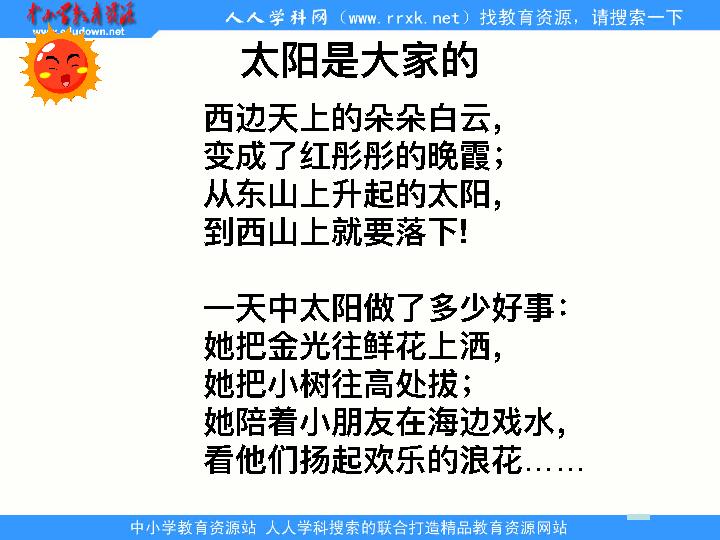 中小学教育资源
www.edudown.net
人人学科网（www.rrxk.net）找教育资源，请搜索一下
太阳是大家的
西边天上的朵朵白云，
变成了红彤彤的晚霞；
从东山上升起的太阳，
到西山上就要落下!
一天中太阳做了多少好事：
她把金光往鲜花上洒，
她把小树往高处拔；
她陪着小朋友在海边戏水，
看他们扬起欢乐的浪花……
中小学教育资源站 人人学科搜索的联合打造精品教育资源网站